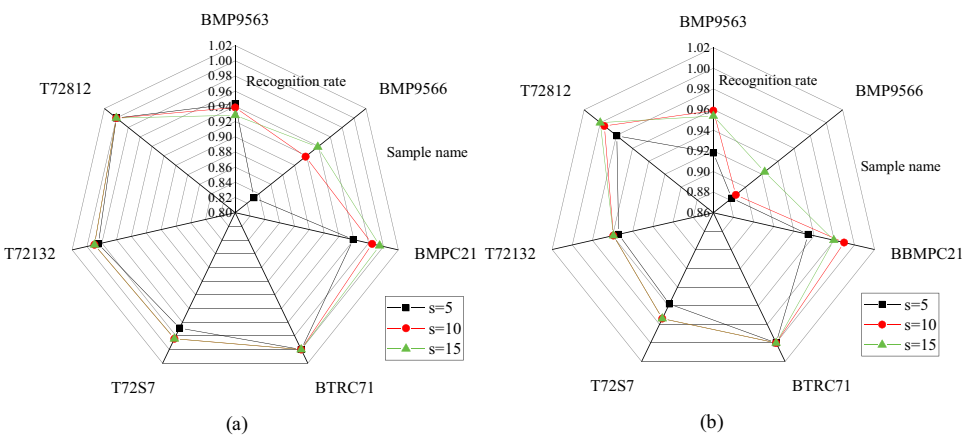 BMP9563
1.02
1.00
0.98
0.96
0.94
0.92
0.90
0.88
0.86
0.84
0.82
0.80
Recognition rate
BMP9566
Sample name
BMPC21
BTRC71
T72S7
T72132
T72812
s=5
s=10
s=15
(a)
BMP9563
1.02
1.00
0.98
0.96
0.94
0.92
0.90
0.88
0.86
Recognition rate
BMP9566
Sample name
BBMPC21
BTRC71
T72S7
T72132
T72812
s=5
s=10
s=15
(b)